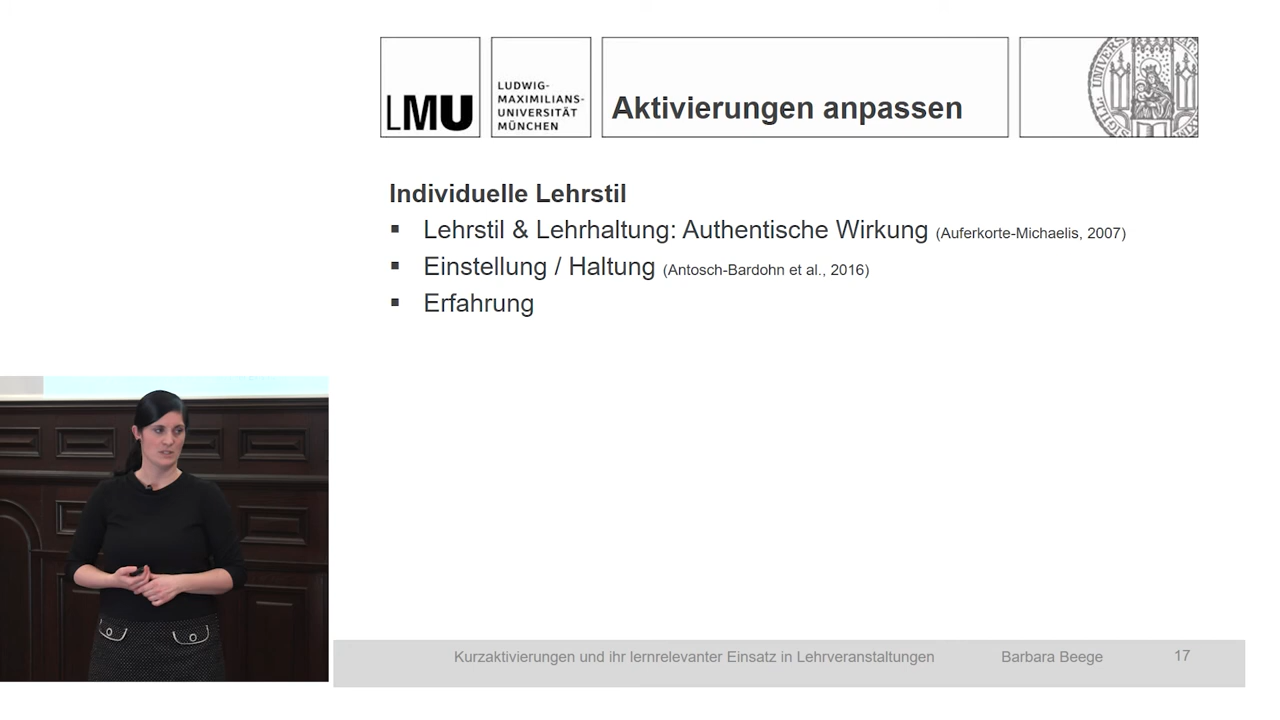 LMU
LUDWIG-
MAXIMILIANS-
UNIVERSITÄT
MÜNCHEN
Aktivierungen anpassen
Individuelle Lehrstil
▪ Lehrstil & Lehrhaltung: Authentische Wirkung (Auferkorte-Michaelis, 2007)
▪ Einstellung / Haltung (Antosch-Bardohn et al., 2016)
▪ Erfahrung
Kurzaktivierungen und ihr lernrelevanter Einsatz in Lehrveranstaltungen Barbara Beege 17